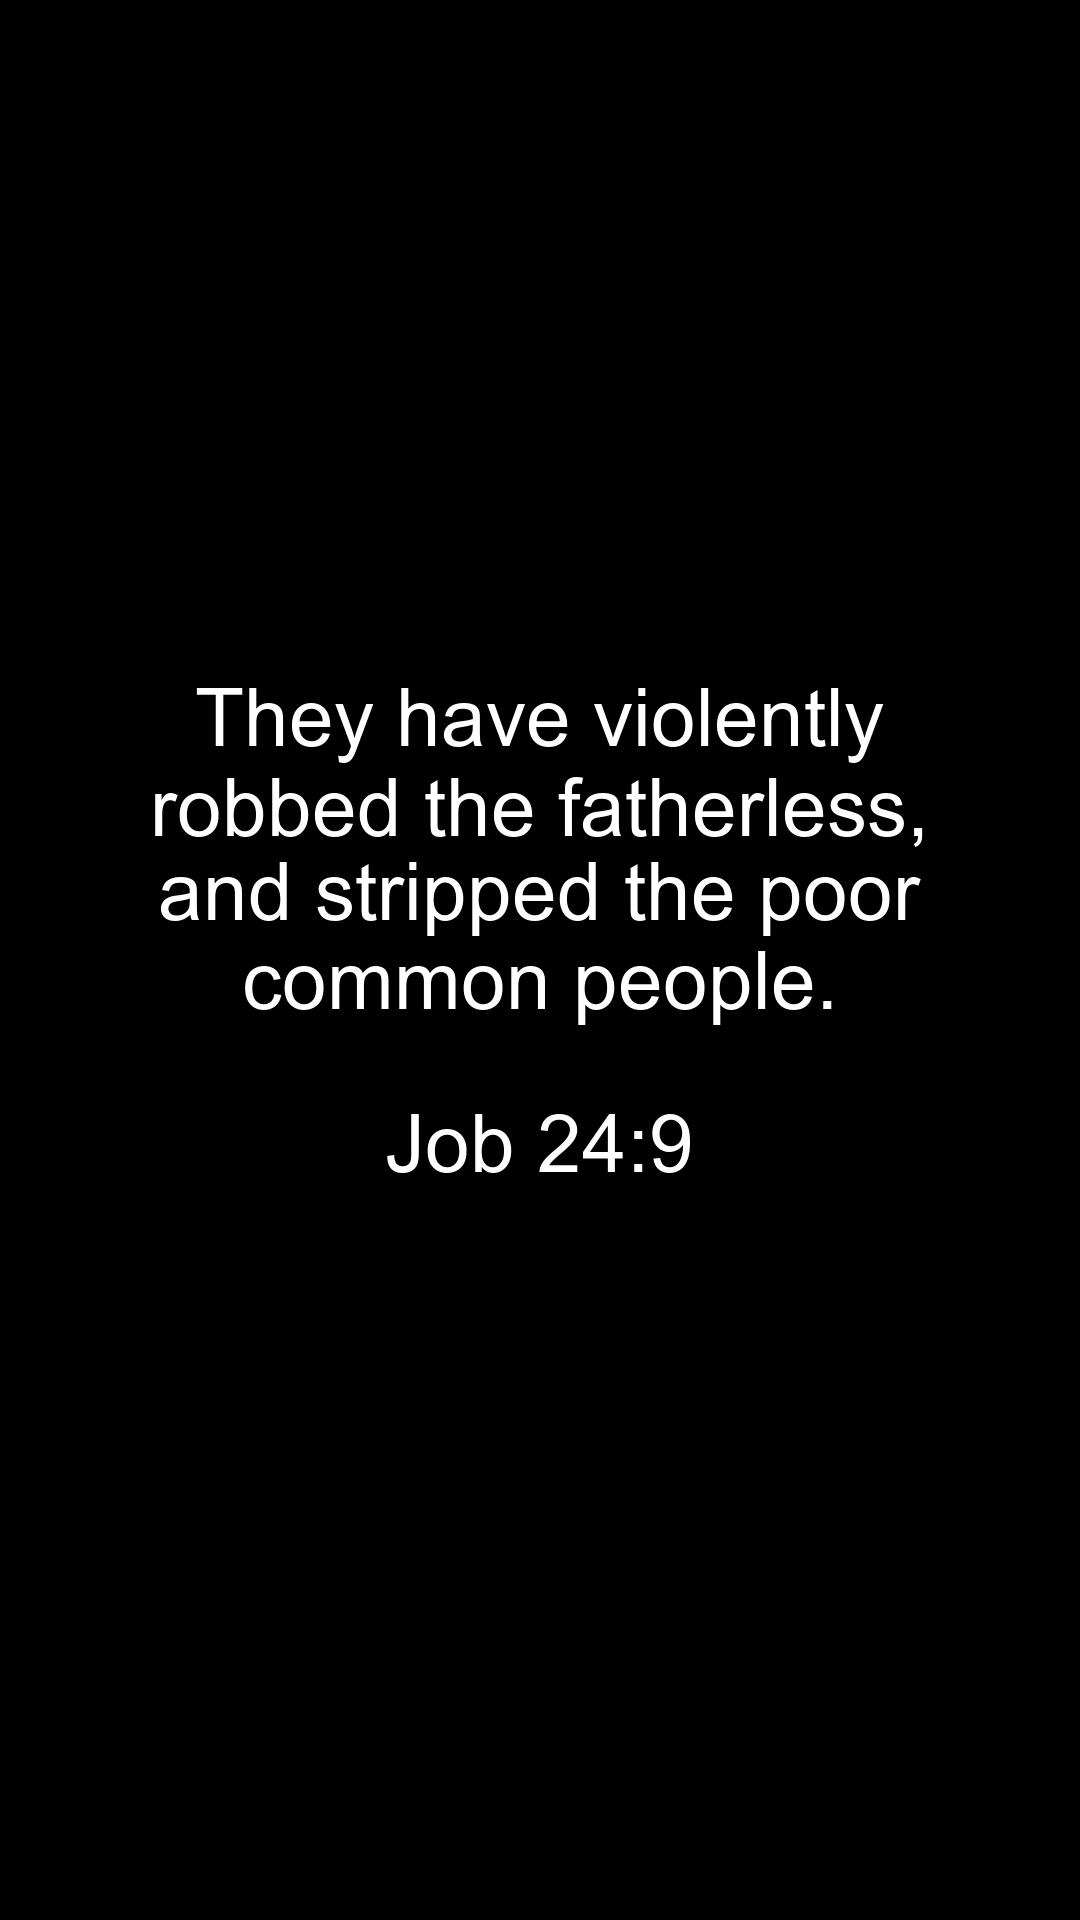 They have violently
robbed the fatherless,
and stripped the poor
common people.
Job 24:9